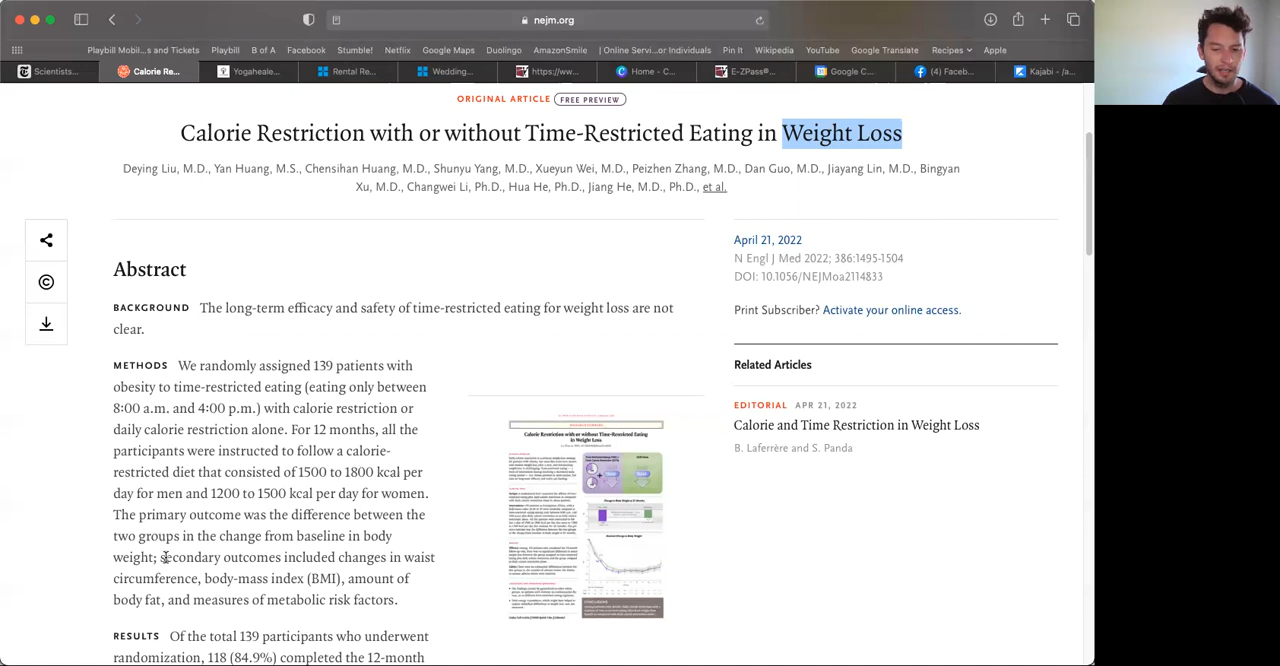 nejm.org
Playbill Mobil...s and Tickets Playbill B of A Facebook Stumble! Netflix Google Maps Duolingo AmazonSmile | Online Servi...or Individuals Pin It Wikipedia YouTube Google Translate Recipes Apple
Scientists... Calorie Re... Yogaheale... Rental Re... Wedding... https://ww... Home - C... E-ZPass®... Google C... (4) Faceb... Kajabi - /a...
ORIGINAL ARTICLE FREE PREVIEW
Calorie Restriction with or without Time-Restricted Eating in Weight Loss
Deying Liu, M.D., Yan Huang, M.S., Chensihan Huang, M.D., Shunyu Yang, M.D., Xueyun Wei, M.D., Peizhen Zhang, M.D., Dan Guo, M.D., Jiayang Lin, M.D., Bingyan
Xu, M.D., Changwei Li, Ph.D., Hua He, Ph.D., Jiang He, M.D., Ph.D., et al.
Abstract
BACKGROUND The long-term efficacy and safety of time-restricted eating for weight loss are not
clear.
METHODS We randomly assigned 139 patients with
obesity to time-restricted eating (eating only between
8:00 a.m. and 4:00 p.m.) with calorie restriction or
daily calorie restriction alone. For 12 months, all the
participants were instructed to follow a calorie-
restricted diet that consisted of 1500 to 1800 kcal per
day for men and 1200 to 1500 kcal per day for women.
The primary outcome was the difference between the
two groups in the change from baseline in body
weight; secondary outcomes included changes in waist
circumference, body-mass index (BMI), amount of
body fat, and measures of metabolic risk factors.
RESULTS Of the total 139 participants who underwent
randomization, 118 (84.9%) completed the 12-month
Calorie Restriction with or without Time-Restricted Eating
in Weight Loss
April 21, 2022
N Engl J Med 2022; 386:1495-1504
DOI: 10.1056/NEJMoa2114833
Print Subscriber? Activate your online access.
Related Articles
EDITORIAL APR 21, 2022
Calorie and Time Restriction in Weight Loss
B. Laferrère and S. Panda